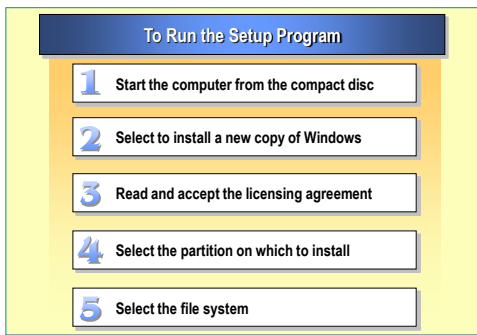 To Run the Setup Program
1 Start the computer from the compact disc
2 Select to install a new copy of Windows
3 Read and accept the licensing agreement
4 Select the partition on which to install
5 Select the file system